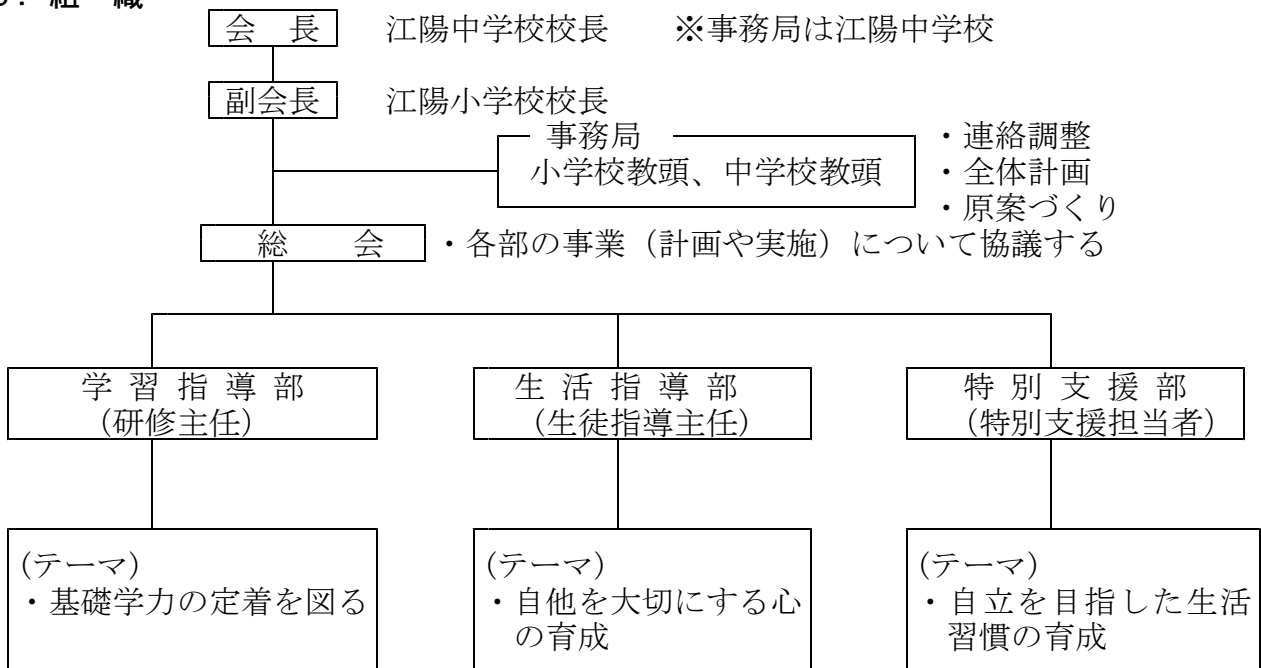 組 織
会 長 江陽中学校校長 ※事務局は江陽中学校
副会長 江陽小学校校長
事務局
小学校教頭、中学校教頭
・連絡調整
・全体計画
・原案づくり
総 会 ・各部の事業（計画や実施）について協議する
学 習 指 導 部
（研修主任）
生 活 指 導 部
（生徒指導主任）
特 別 支 援 部
（特別支援担当者）
（テーマ）
・基礎学力の定着を図る
（テーマ）
・自他を大切にする心
の育成
（テーマ）
・自立を目指した生活
習慣の育成